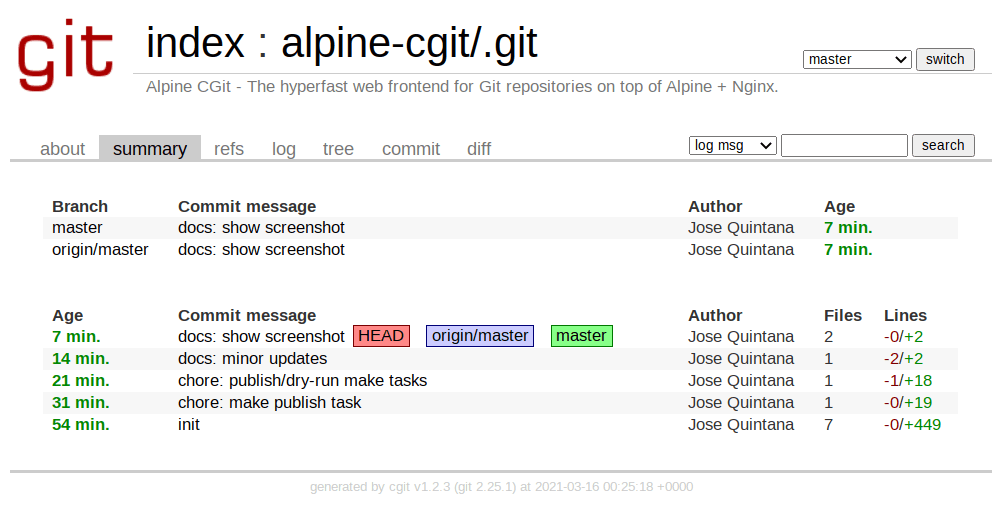 git
index : alpine-cgit/.git
master switch
Alpine CGit - The hyperfast web frontend for Git repositories on top of Alpine + Nginx.
about summary refs log tree commit diff log msg search
Branch Commit message Author Age
master docs: show screenshot Jose Quintana 7 min.
origin/master docs: show screenshot Jose Quintana 7 min.
Age Commit message Author Files Lines
7 min. docs: show screenshot HEAD origin/master master Jose Quintana 2 -0/+2
14 min. docs: minor updates Jose Quintana 1 -2/+2
21 min. chore: publish/dry-run make tasks Jose Quintana 1 -1/+18
31 min. chore: make publish task Jose Quintana 1 -0/+19
54 min. init Jose Quintana 7 -0/+449
generated by cgit v1.2.3 (git 2.25.1) at 2021-03-16 00:25:18 +0000